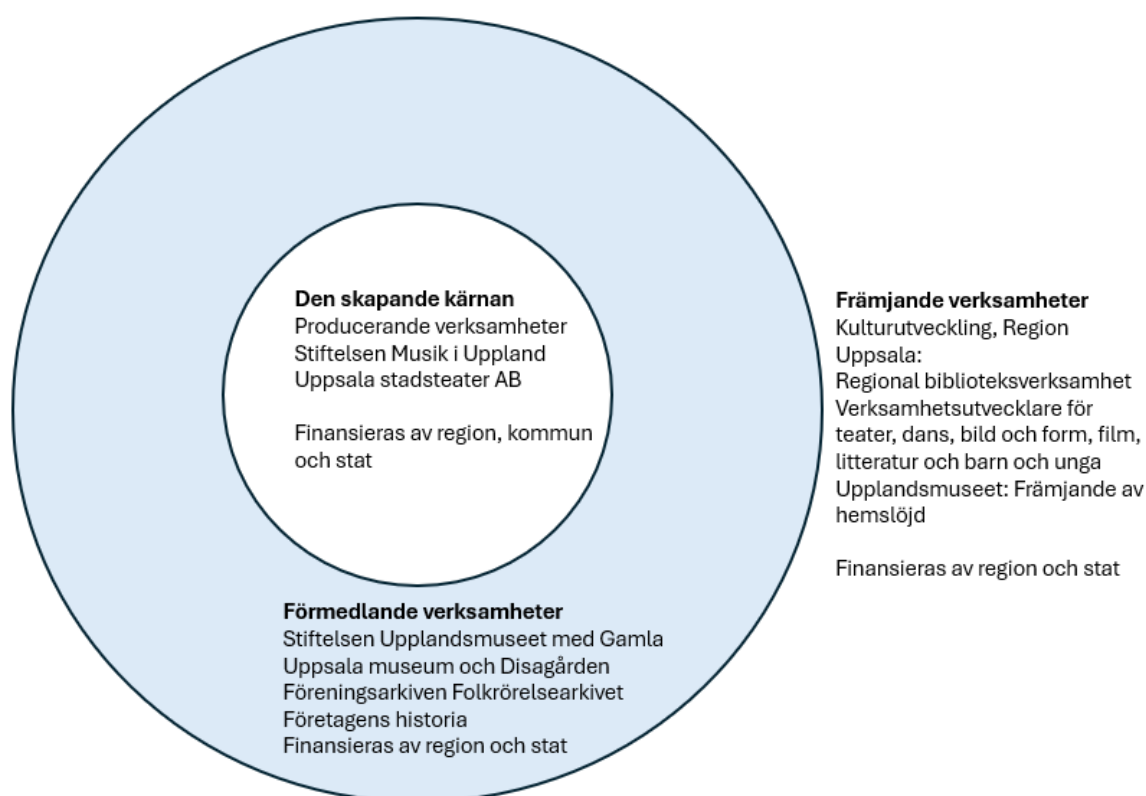 Den skapande kärnan
Producerande verksamheter
Stiftelsen Musik i Uppland
Uppsala stadsteater AB
Finansieras av region, kommun
och stat
Förmedlande verksamheter
Stiftelsen Upplandsmuseet med Gamla
Uppsala museum och Disagården
Föreningsarkiven Folkrörelsearkivet
Företagens historia
Finansieras av region och stat
Främjande verksamheter
Kulturutveckling, Region
Uppsala:
Regional biblioteksverksamhet
Verksamhetsutvecklare för
teater, dans, bild och form, film,
litteratur och barn och unga
Upplandsmuseet: Främjande av
hemslöjd
Finansieras av region och stat